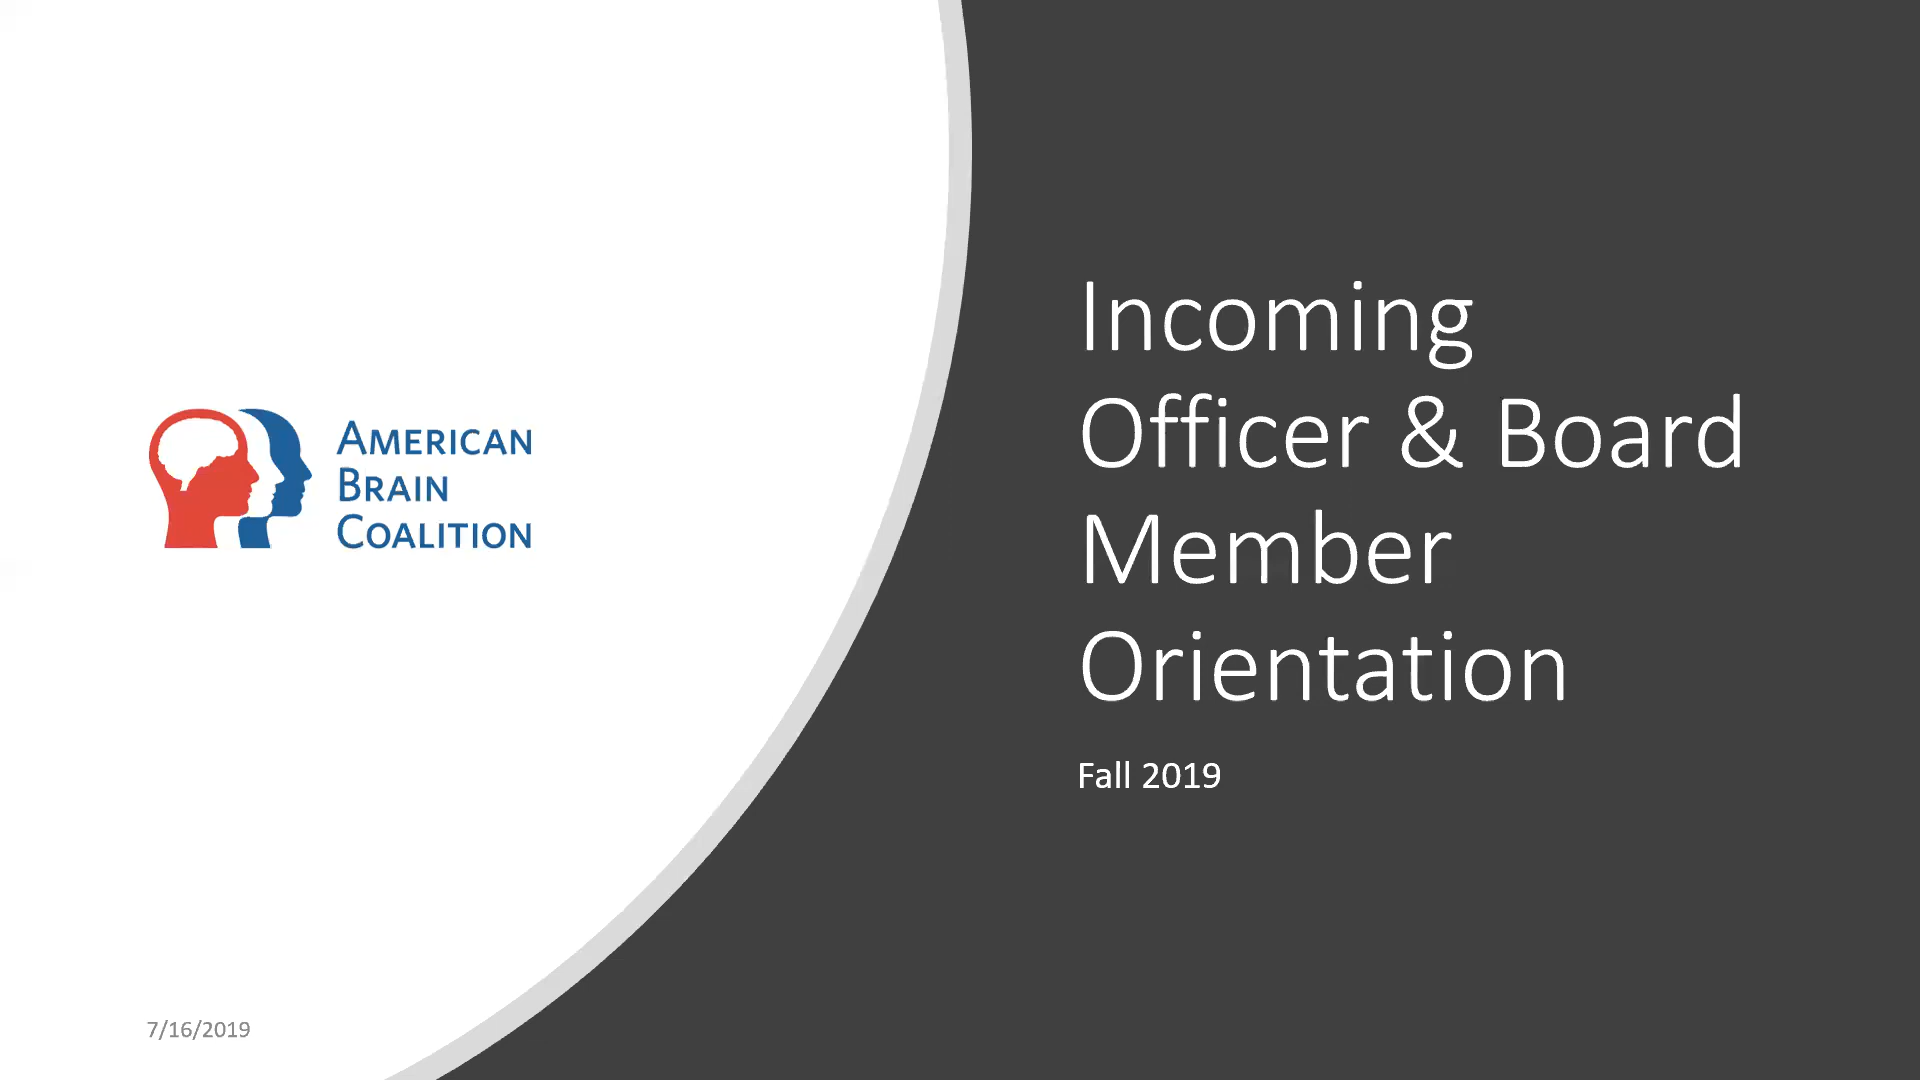 AMERICAN
BRAIN
COALITION
Incoming
Officer & Board
Member
Orientation
Fall 2019
7/16/2019